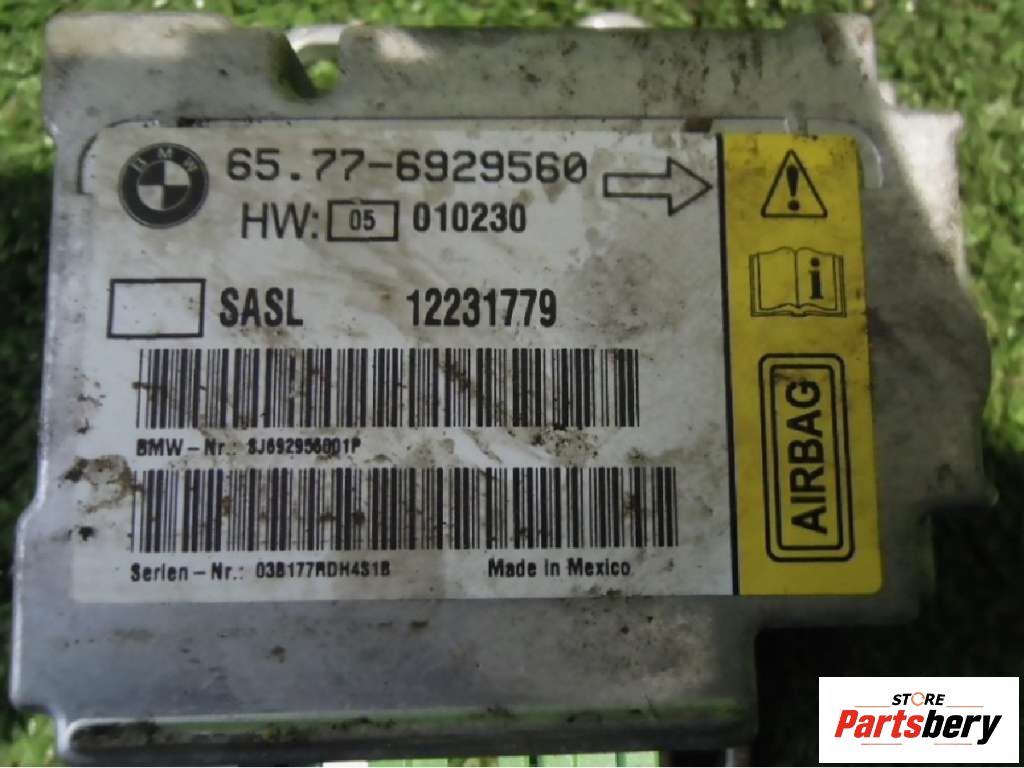 BMW
65.77-6929560
HW: 05 010230
SASL 12231779
BMW-Nr.: SJ692956001P
Serien-Nr.: 03B177RDH4S1B
Made in Mexico
AIRBAG
STORE
Partsbery